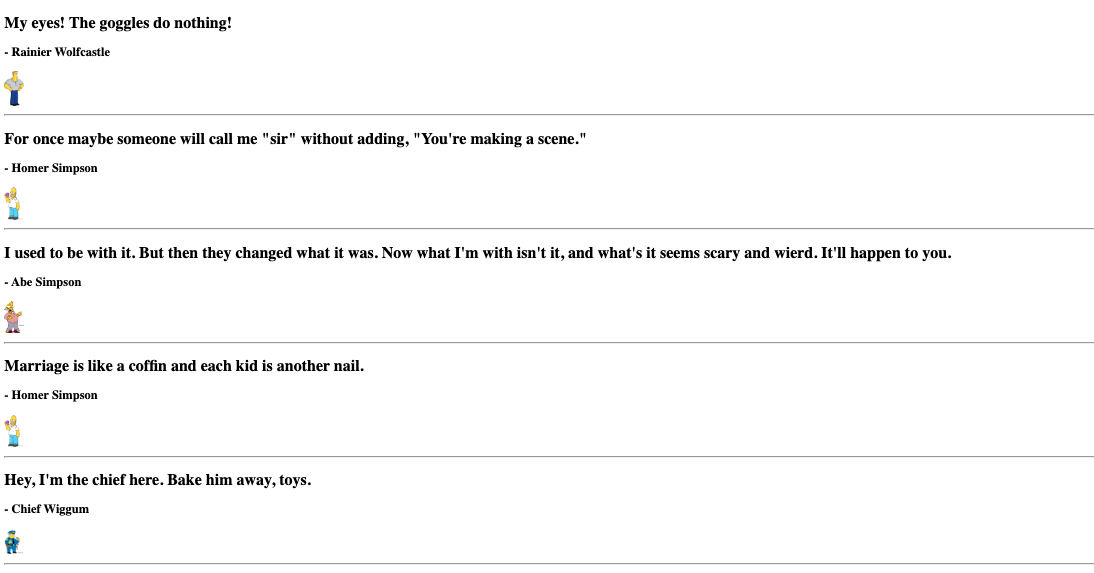 My eyes! The goggles do nothing!
- Rainier Wolfcastle
For once maybe someone will call me "sir" without adding, "You're making a scene."
- Homer Simpson
I used to be with it. But then they changed what it was. Now what I'm with isn't it, and what's it seems scary and wierd. It'll happen to you.
- Abe Simpson
Marriage is like a coffin and each kid is another nail.
- Homer Simpson
Hey, I'm the chief here. Bake him away, toys.
- Chief Wiggum